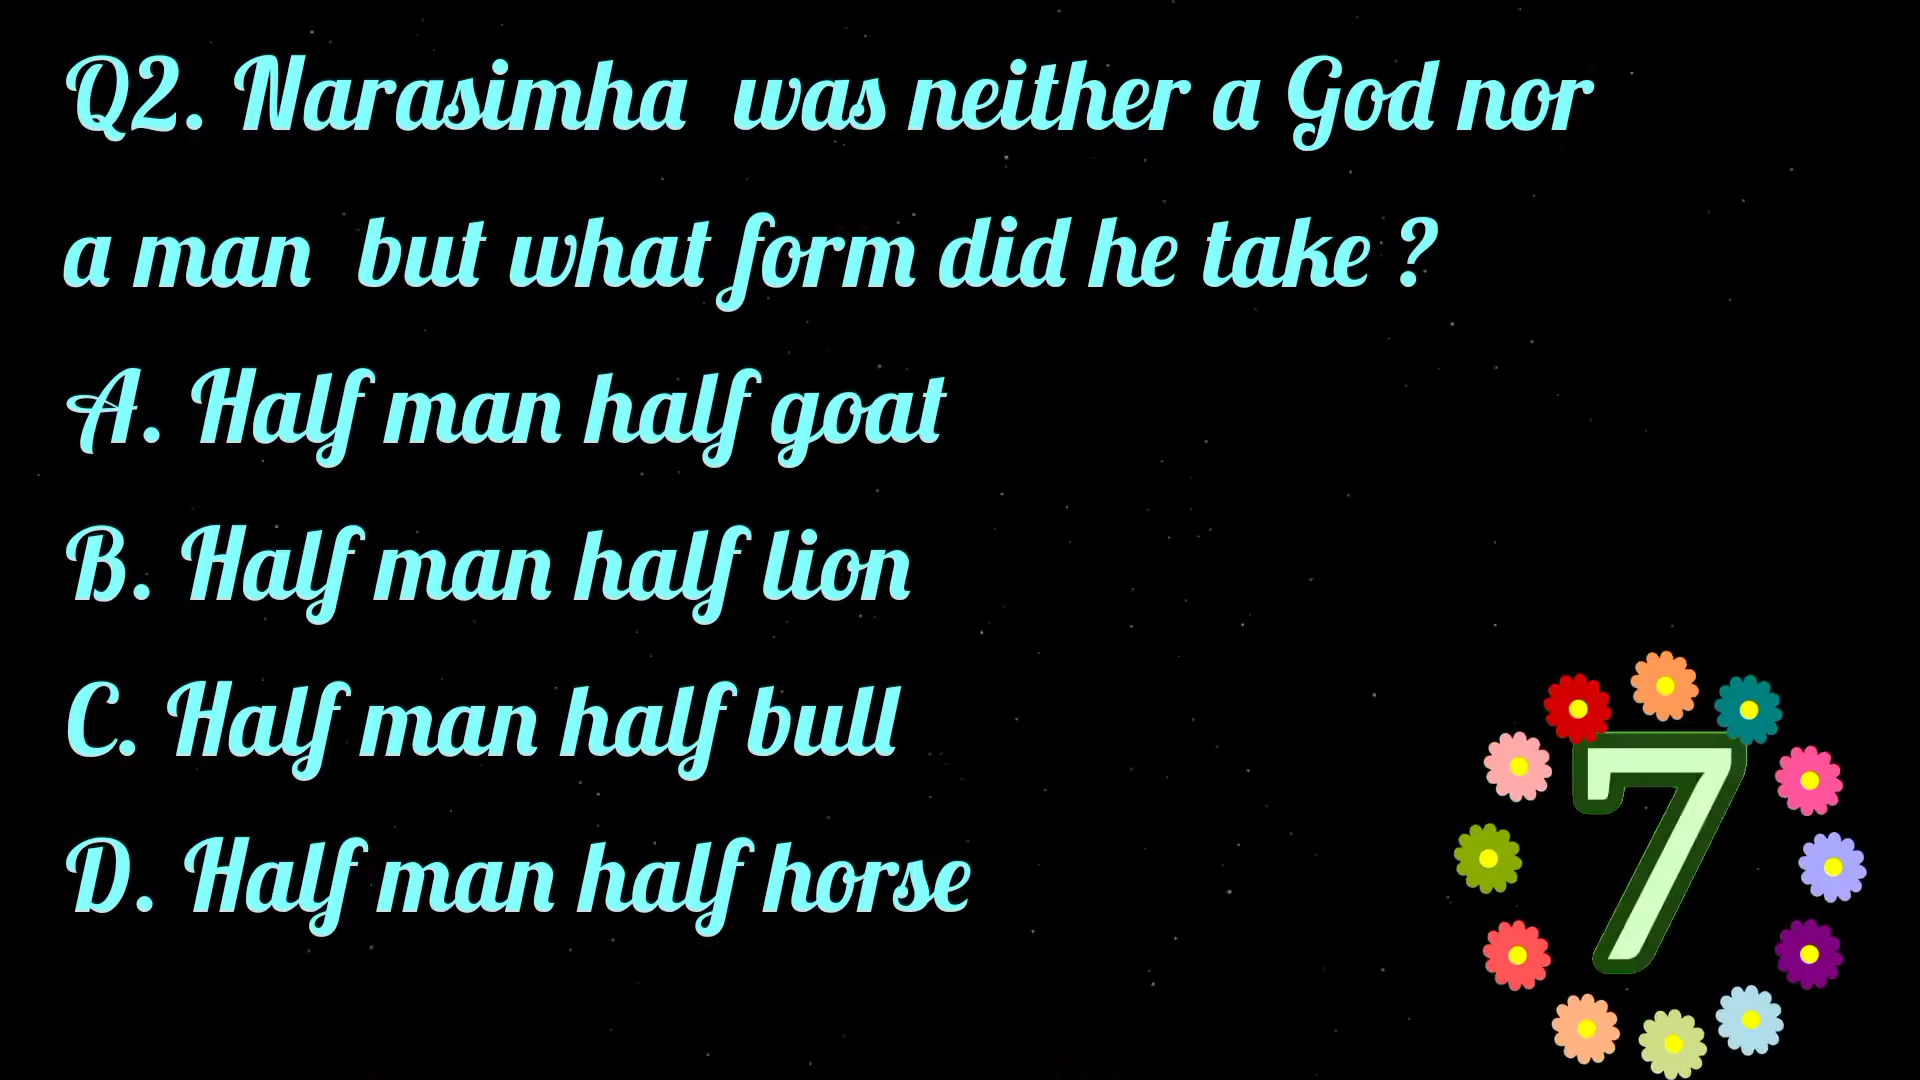 Q2. Narasimha was neither a God nor
a man but what form did he take ?
A. Half man half goat
B. Half man half lion
C. Half man half bull
D. Half man half horse
7